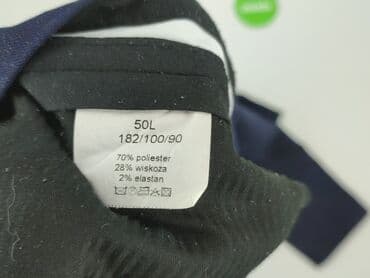 50L
182/100/90
70% poliester
28% wiskoza
2% elastan